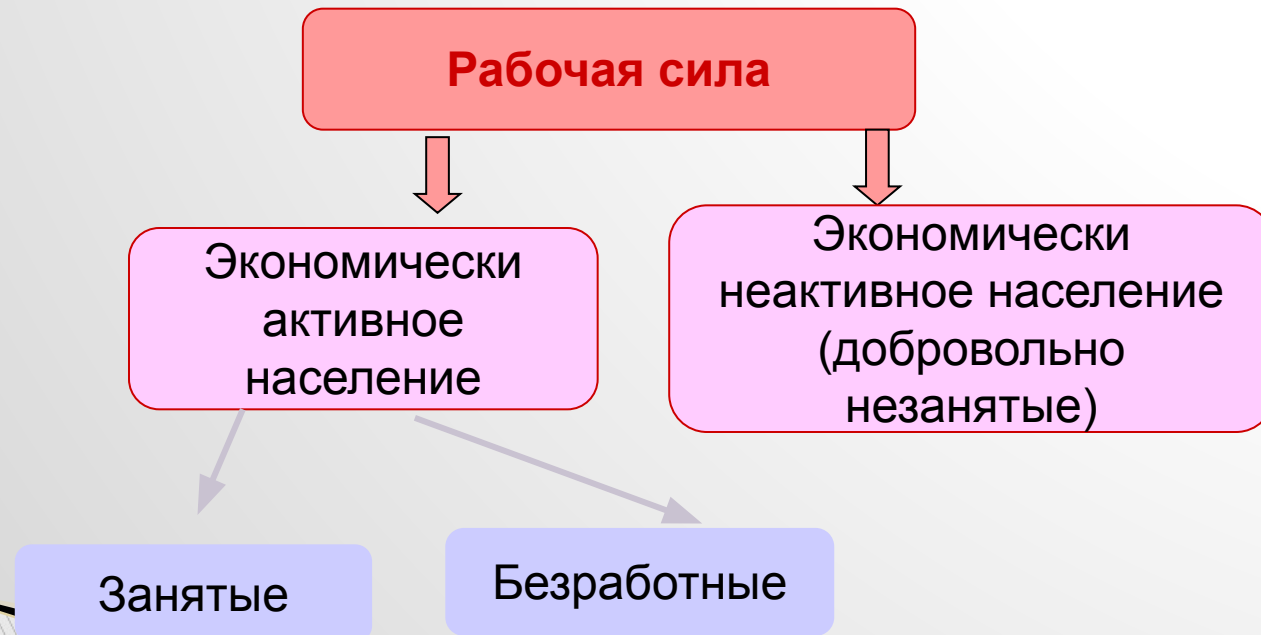 Рабочая сила
Экономически
активное
население
Экономически
неактивное население
(добровольно
незанятые)
Занятые
Безработные